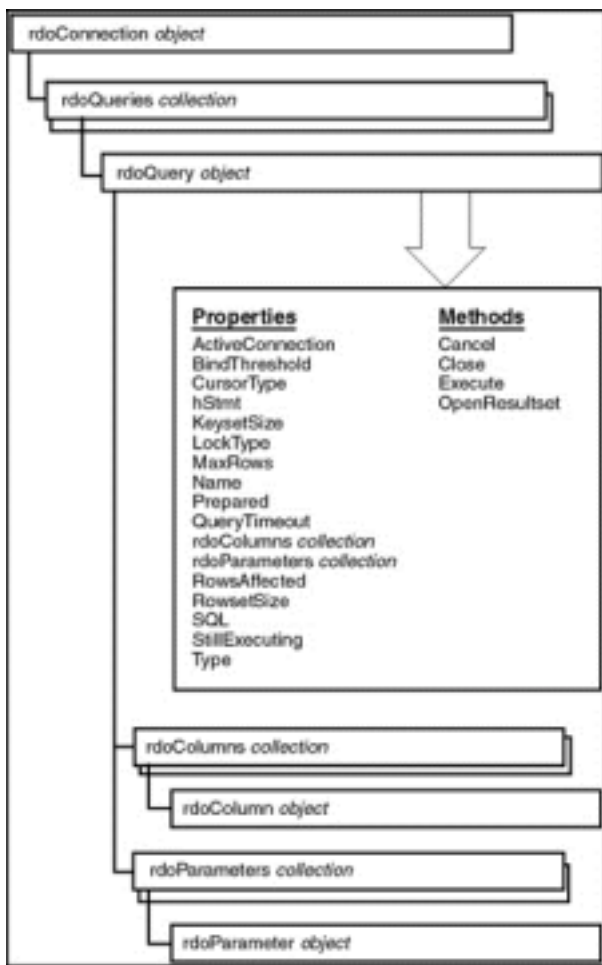 rdoConnection object
rdoQueries collection
rdoQuery object
Properties
ActiveConnection
BindThreshold
CursorType
hStmt
KeysetSize
LockType
MaxRows
Name
Prepared
QueryTimeout
rdoColumns collection
rdoParameters collection
RowsAffected
RowsetSize
SQL
StillExecuting
Type
Methods
Cancel
Close
Execute
OpenResultset
rdoColumns collection
rdoColumn object
rdoParameters collection
rdoParameter object